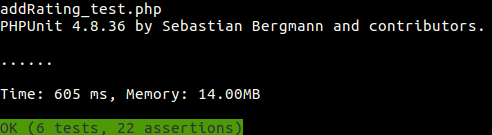 addRating_test.php
PHPUnit 4.8.36 by Sebastian Bergmann and contributors.
......
Time: 605 ms, Memory: 14.00MB
OK (6 tests, 22 assertions)